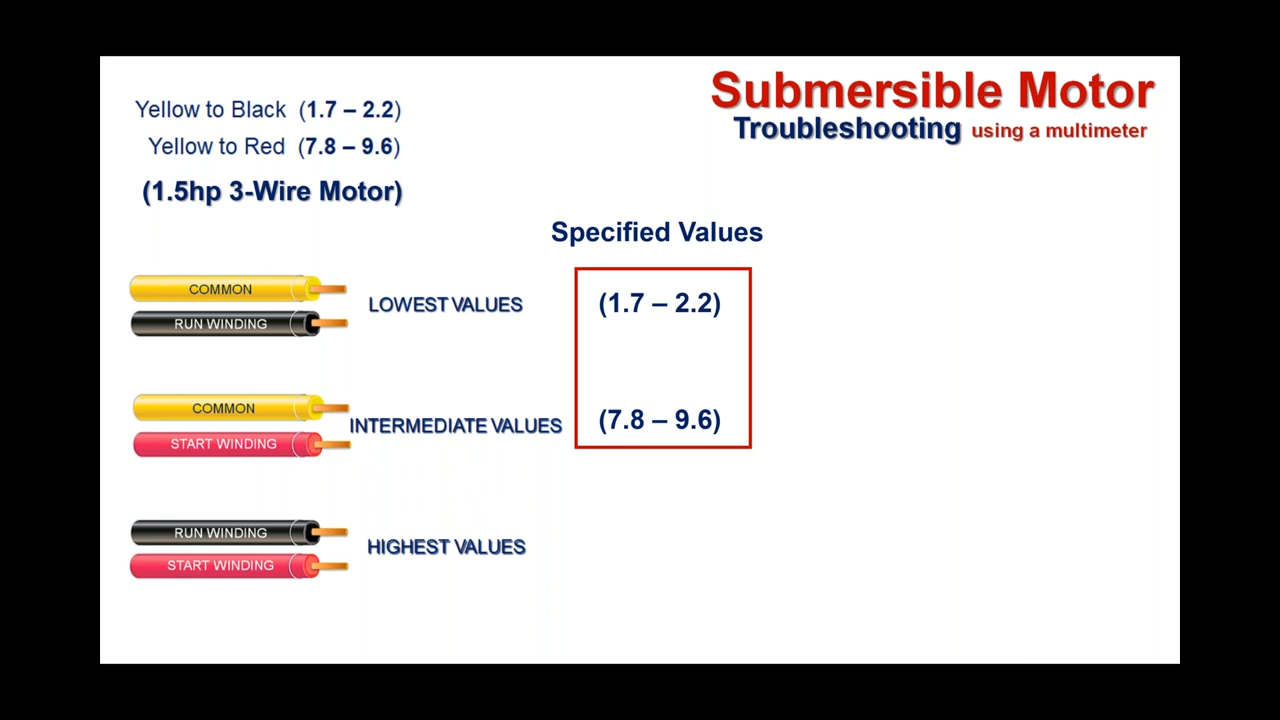 Submersible Motor
Troubleshooting using a multimeter
Yellow to Black (1.7 – 2.2)
Yellow to Red (7.8 – 9.6)
(1.5hp 3-Wire Motor)
Specified Values
COMMON
RUN WINDING
LOWEST VALUES
(1.7 – 2.2)
COMMON
START WINDING
INTERMEDIATE VALUES
(7.8 – 9.6)
RUN WINDING
START WINDING
HIGHEST VALUES